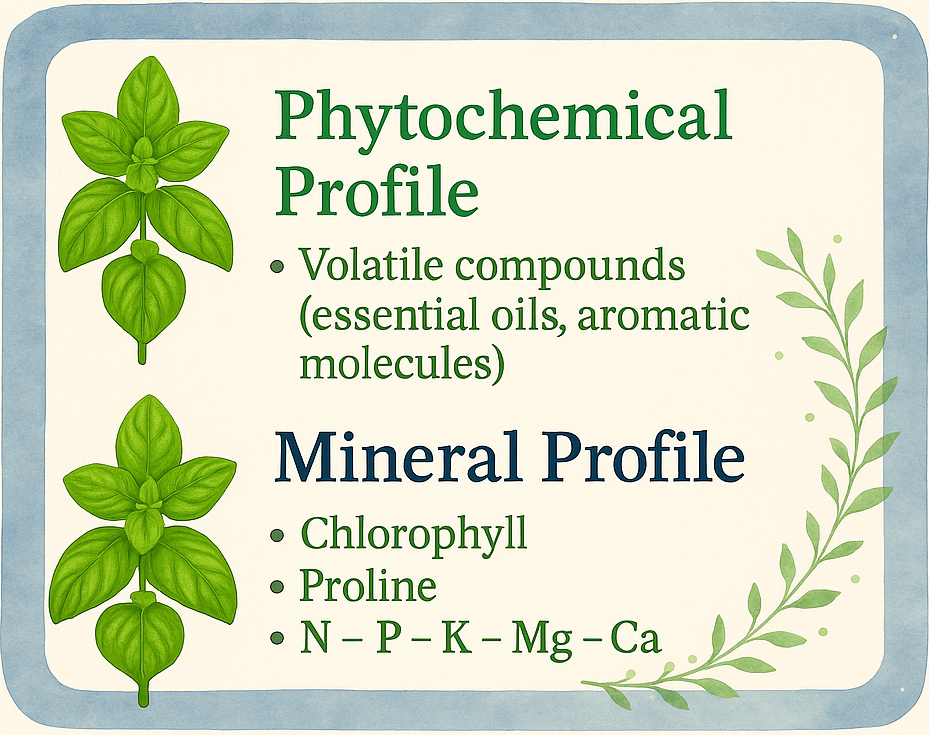 Phytochemical
Profile
• Volatile compounds
(essential oils, aromatic
molecules)
Mineral Profile
• Chlorophyll
• Proline
• N – P – K – Mg – Ca